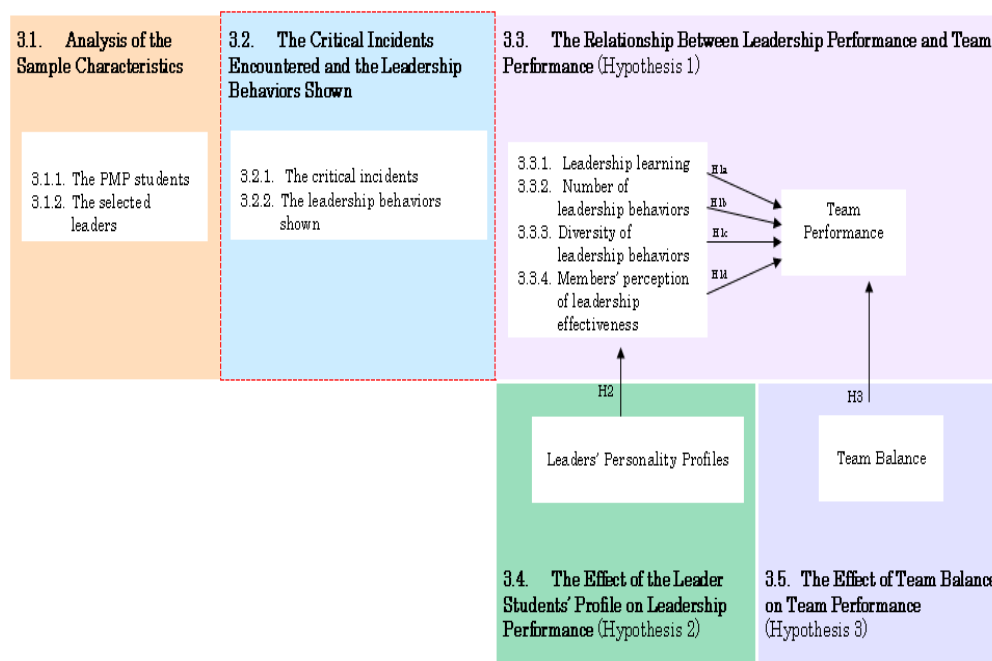 3.1. Analysis of the
Sample Characteristics
3.1.1. The PMP students
3.1.2. The selected
leaders
3.2. The Critical Incidents
Encountered and the Leadership
Behaviors Shown
3.2.1. The critical incidents
3.2.2. The leadership behaviors
shown
3.3. The Relationship Between Leadership Performance and Team
Performance (Hypothesis 1)
3.3.1. Leadership learning
3.3.2 Number of
leadership behaviors
3.3.3. Diversity of
leadership behaviors
3.3.4. Members' perception
of leadership
effectiveness
H1a
H1b
H1c
H1d
Team
Performance
H2
H3
Leaders' Personality Profiles
Team Balance
3.4. The Effect of the Leader
Students' Profile on Leadership
Performance (Hypothesis 2)
3.5. The Effect of Team Balance
on Team Performance
(Hypothesis 3)